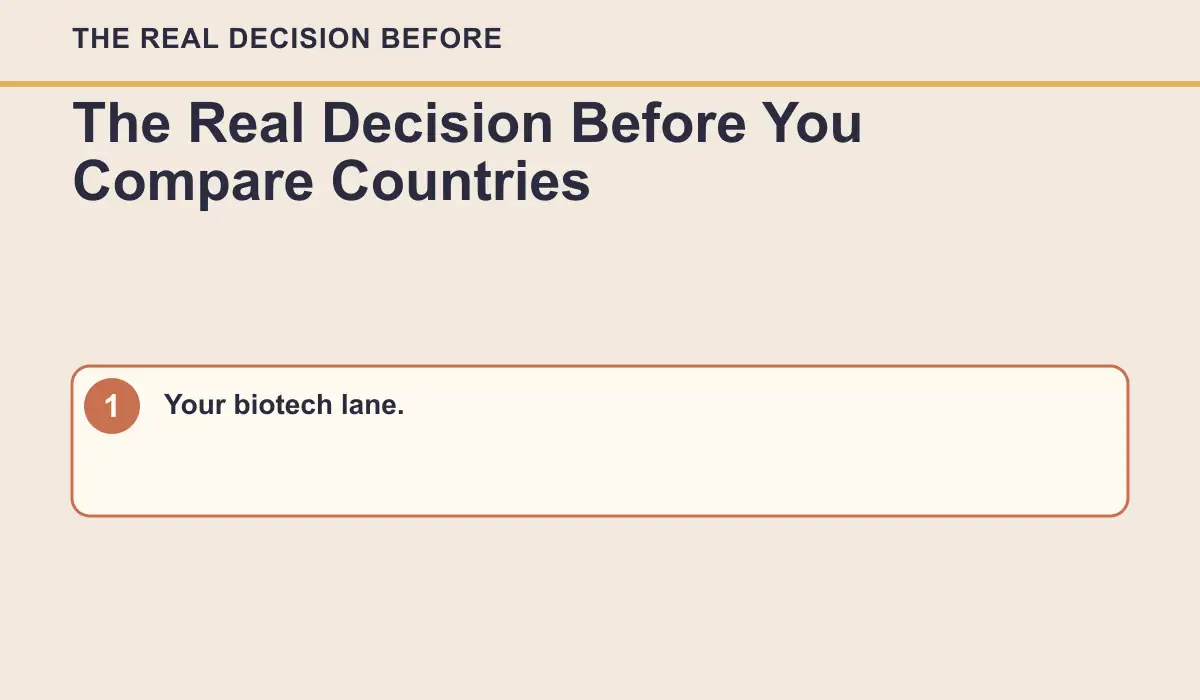 THE REAL DECISION BEFORE
The Real Decision Before You
Compare Countries
1 Your biotech lane.